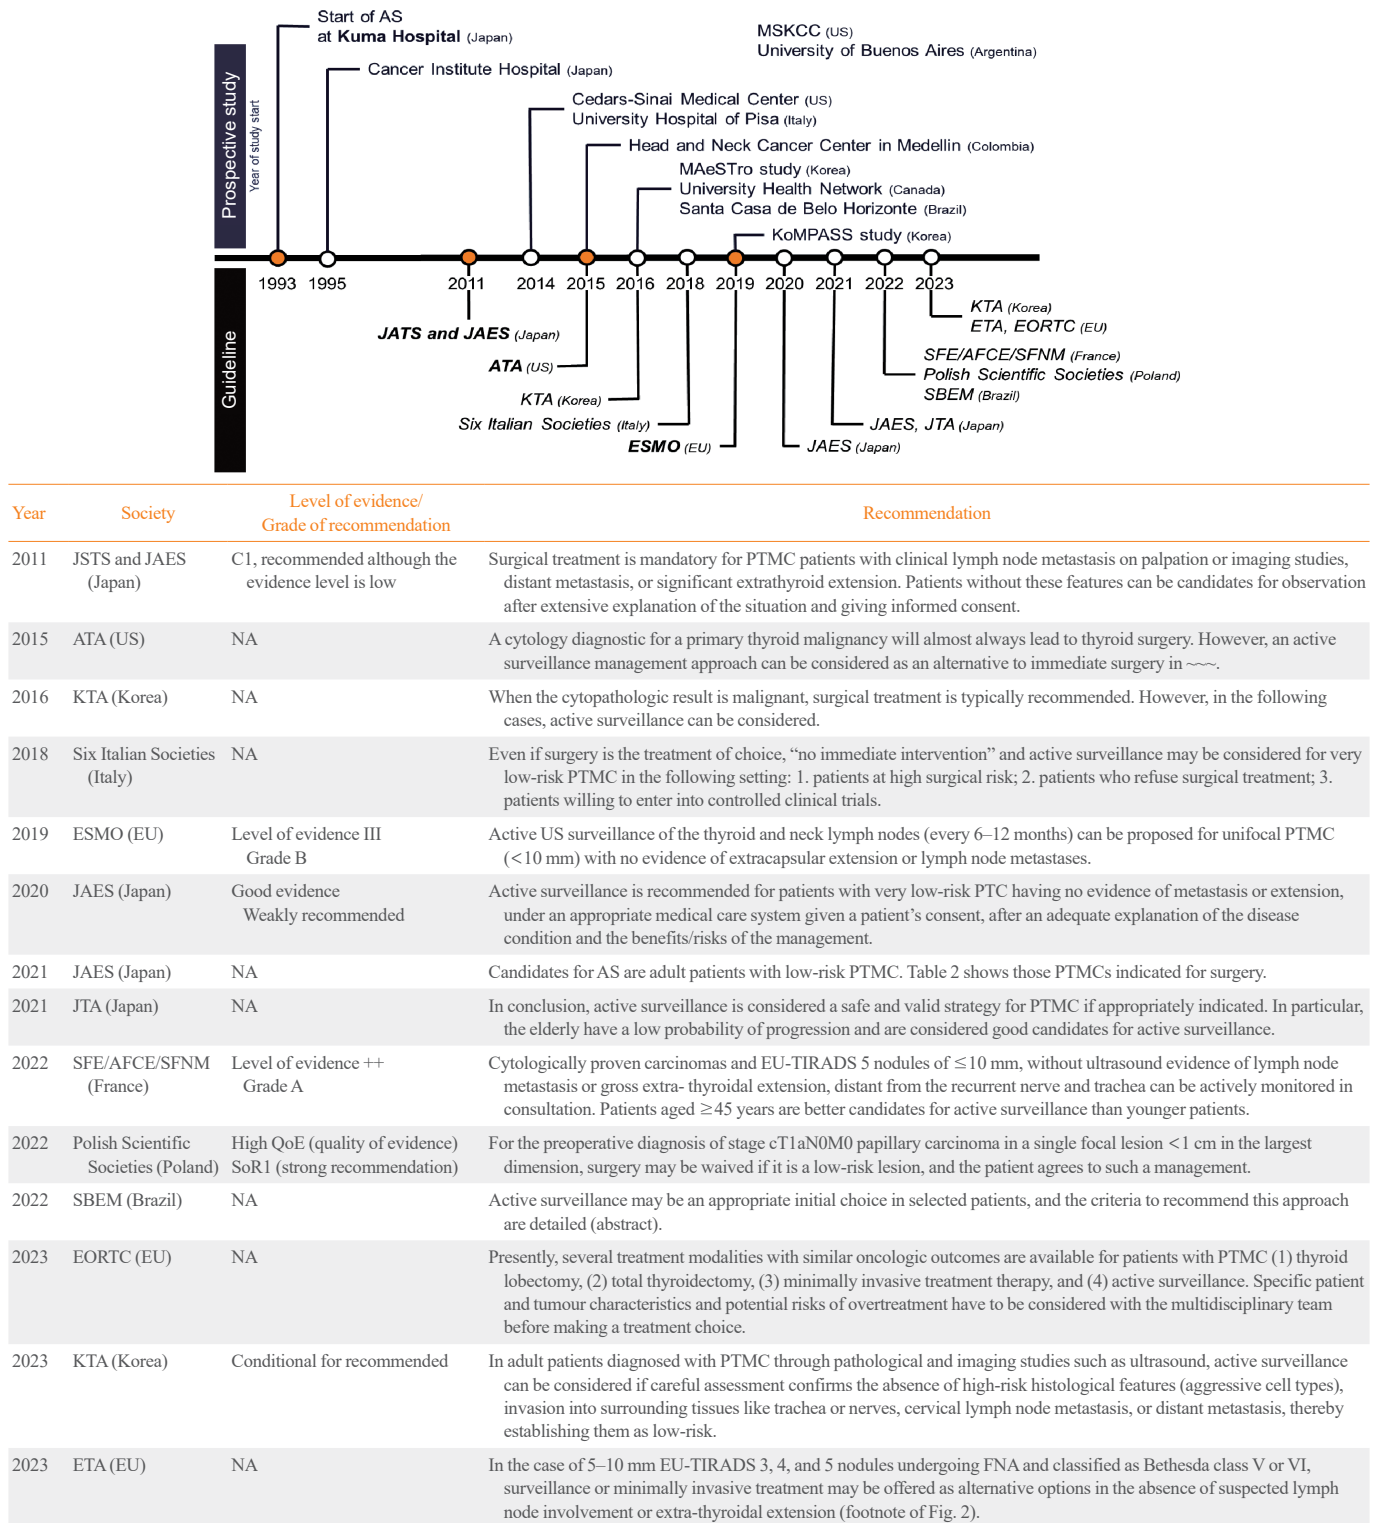 Start of AS
at Kuma Hospital (Japan)
MSKCC (US)
University of Buenos Aires (Argentina)
Cancer Institute Hospital (Japan)
Cedars-Sinai Medical Center (US)
University Hospital of Pisa (Italy)
Head and Neck Cancer Center in Medellin (Colombia)
MAeSTro study (Korea)
University Health Network (Canada)
Santa Casa de Belo Horizonte (Brazil)
KoMPASS study (Korea)
Prospective study
Year of study start
1993 1995 2011 2014 2015 2016 2018 2019 2020 2021 2022 2023
Guideline
JATS and JAES (Japan)
ATA (US)
KTA (Korea)
Six Italian Societies (Italy)
ESMO (EU)
JAES (Japan)
JAES, JTA (Japan)
SFE/AFCE/SFNM (France)
Polish Scientific Societies (Poland)
SBEM (Brazil)
KTA (Korea)
ETA, EORTC (EU)
Year Society Level of evidence/
Grade of recommendation Recommendation
2011 JSTS and JAES C1, recommended although the Surgical treatment is mandatory for PTMC patients with clinical lymph node metastasis on palpation or imaging studies,
(Japan) evidence level is low distant metastasis, or significant extrathyroid extension. Patients without these features can be candidates for observation
after extensive explanation of the situation and giving informed consent.
2015 ATA (US) NA A cytology diagnostic for a primary thyroid malignancy will almost always lead to thyroid surgery. However, an active
surveillance management approach can be considered as an alternative to immediate surgery in ~~~.
2016 KTA (Korea) NA When the cytopathologic result is malignant, surgical treatment is typically recommended. However, in the following
cases, active surveillance can be considered.
2018 Six Italian Societies NA Even if surgery is the treatment of choice, “no immediate intervention” and active surveillance may be considered for very
(Italy) low-risk PTMC in the following setting: 1. patients at high surgical risk; 2. patients who refuse surgical treatment; 3.
patients willing to enter into controlled clinical trials.
2019 ESMO (EU) Level of evidence III Active US surveillance of the thyroid and neck lymph nodes (every 6–12 months) can be proposed for unifocal PTMC
Grade B (<10 mm) with no evidence of extracapsular extension or lymph node metastases.
2020 JAES (Japan) Good evidence Active surveillance is recommended for patients with very low-risk PTC having no evidence of metastasis or extension,
Weakly recommended under an appropriate medical care system given a patient’s consent, after an adequate explanation of the disease
condition and the benefits/risks of the management.
2021 JAES (Japan) NA Candidates for AS are adult patients with low-risk PTMC. Table 2 shows those PTMCs indicated for surgery.
2021 JTA (Japan) NA In conclusion, active surveillance is considered a safe and valid strategy for PTMC if appropriately indicated. In particular,
the elderly have a low probability of progression and are considered good candidates for active surveillance.
2022 SFE/AFCE/SFNM Level of evidence ++ Cytologically proven carcinomas and EU-TIRADS 5 nodules of ≤10 mm, without ultrasound evidence of lymph node
(France) Grade A metastasis or gross extra- thyroidal extension, distant from the recurrent nerve and trachea can be actively monitored in
consultation. Patients aged ≥45 years are better candidates for active surveillance than younger patients.
2022 Polish Scientific High QoE (quality of evidence) For the preoperative diagnosis of stage cT1aN0M0 papillary carcinoma in a single focal lesion <1 cm in the largest
Societies (Poland) SoR1 (strong recommendation) dimension, surgery may be waived if it is a low-risk lesion, and the patient agrees to such a management.
2022 SBEM (Brazil) NA Active surveillance may be an appropriate initial choice in selected patients, and the criteria to recommend this approach
are detailed (abstract).
2023 EORTC (EU) NA Presently, several treatment modalities with similar oncologic outcomes are available for patients with PTMC (1) thyroid
lobectomy, (2) total thyroidectomy, (3) minimally invasive treatment therapy, and (4) active surveillance. Specific patient
and tumour characteristics and potential risks of overtreatment have to be considered with the multidisciplinary team
before making a treatment choice.
2023 KTA (Korea) Conditional for recommended In adult patients diagnosed with PTMC through pathological and imaging studies such as ultrasound, active surveillance
can be considered if careful assessment confirms the absence of high-risk histological features (aggressive cell types),
invasion into surrounding tissues like trachea or nerves, cervical lymph node metastasis, or distant metastasis, thereby
establishing them as low-risk.
2023 ETA (EU) NA In the case of 5–10 mm EU-TIRADS 3, 4, and 5 nodules undergoing FNA and classified as Bethesda class V or VI,
surveillance or minimally invasive treatment may be offered as alternative options in the absence of suspected lymph
node involvement or extra-thyroidal extension (footnote of Fig. 2).